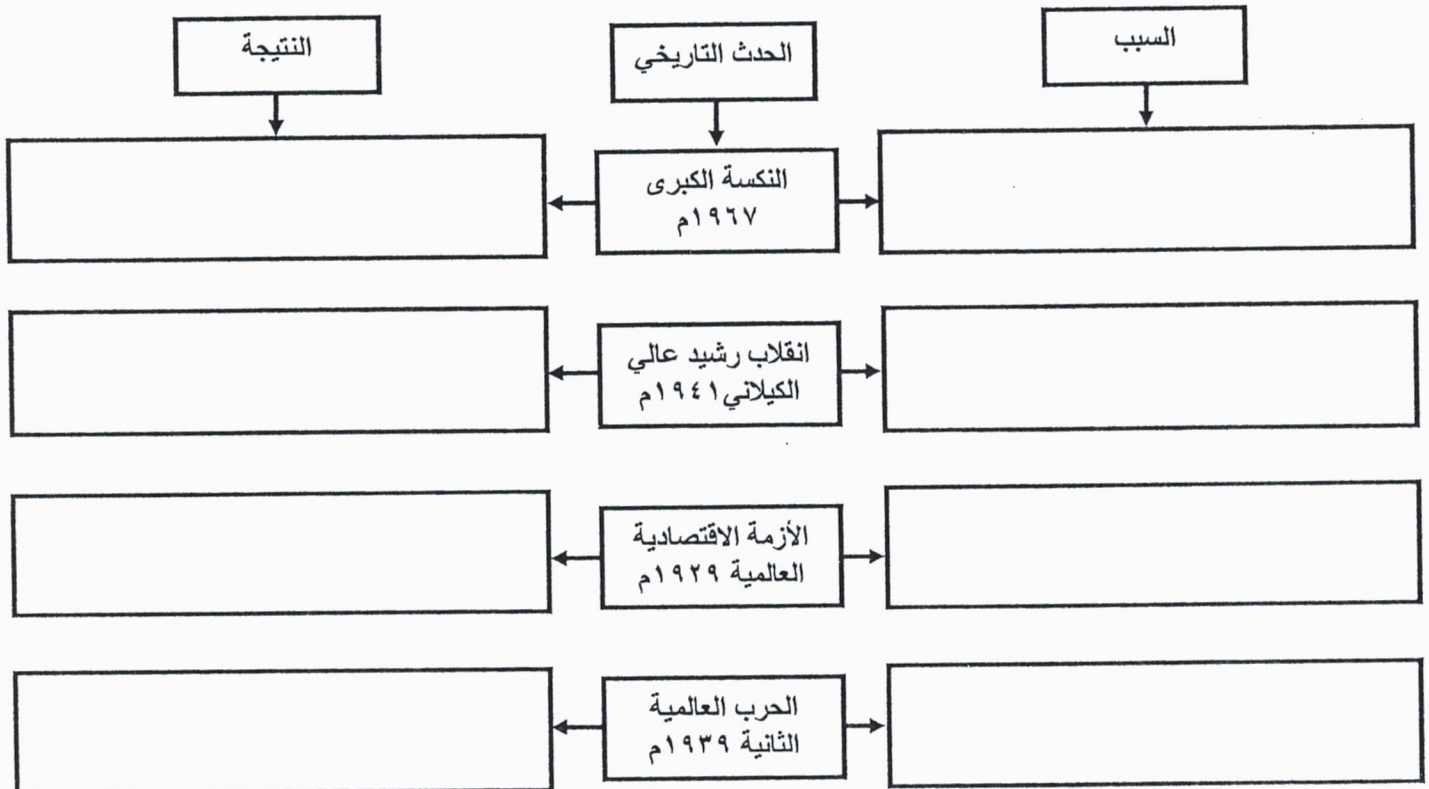 السبب
الحدث التاريخي
النتيجة
النكسة الكبرى
١٩٦٧م
انقلاب رشيد عالي
الكيلاني١٩٤١م
الأزمة الاقتصادية
العالمية ١٩٢٩م
الحرب العالمية
الثانية ١٩٣٩م